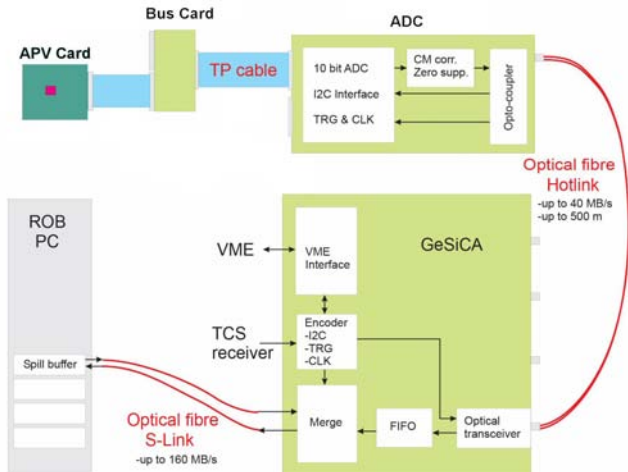 Bus Card
ADC
APV Card
TP cable
10 bit ADC
I2C Interface
TRG & CLK
CM corr.
Zero supp.
Opto-coupler
Optical fibre
Hotlink
-up to 40 MB/s
-up to 500 m
ROB
PC
Spill buffer
GeSiCA
VME
VME
Interface
TCS
receiver
Encoder
-I2C
-TRG
-CLK
Merge
FIFO
Optical
transceiver
Optical fibre
S-Link
-up to 160 MB/s